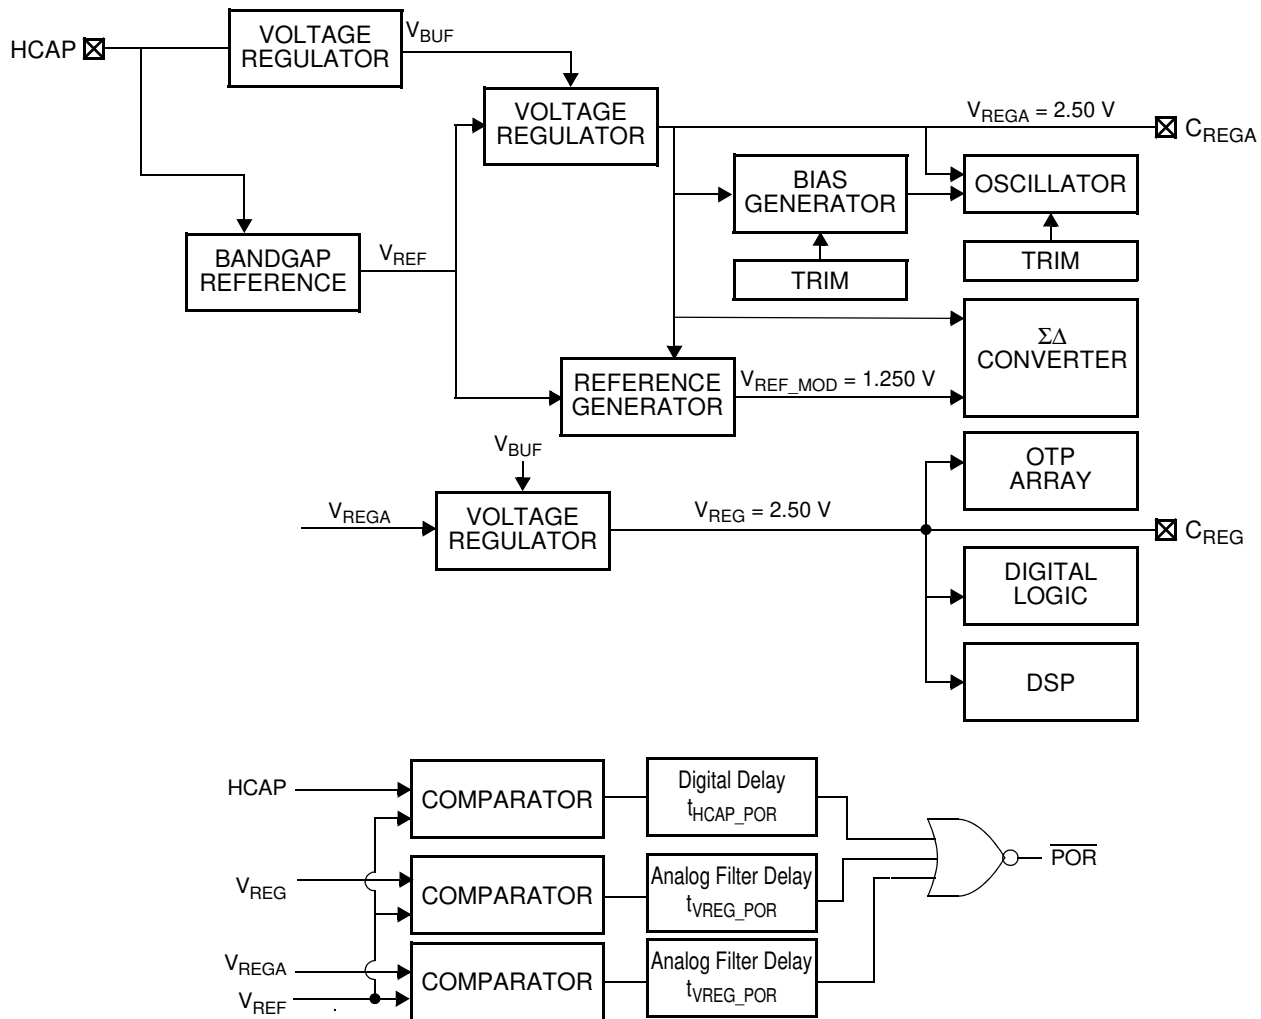 HCAP
VOLTAGE
REGULATOR
VBUF
VOLTAGE
REGULATOR
VREGA = 2.50 V
CREGA
BIAS
GENERATOR
OSCILLATOR
TRIM
TRIM
BANDGAP
REFERENCE
VREF
ΣΔ
CONVERTER
REFERENCE
GENERATOR
VREF_MOD = 1.250 V
VBUF
VREGA
VOLTAGE
REGULATOR
VREG = 2.50 V
OTP
ARRAY
CREG
DIGITAL
LOGIC
DSP
HCAP
COMPARATOR
Digital Delay
tHCAP_POR
VREG
COMPARATOR
Analog Filter Delay
tVREG_POR
POR
VREGA
VREF
COMPARATOR
Analog Filter Delay
tVREG_POR